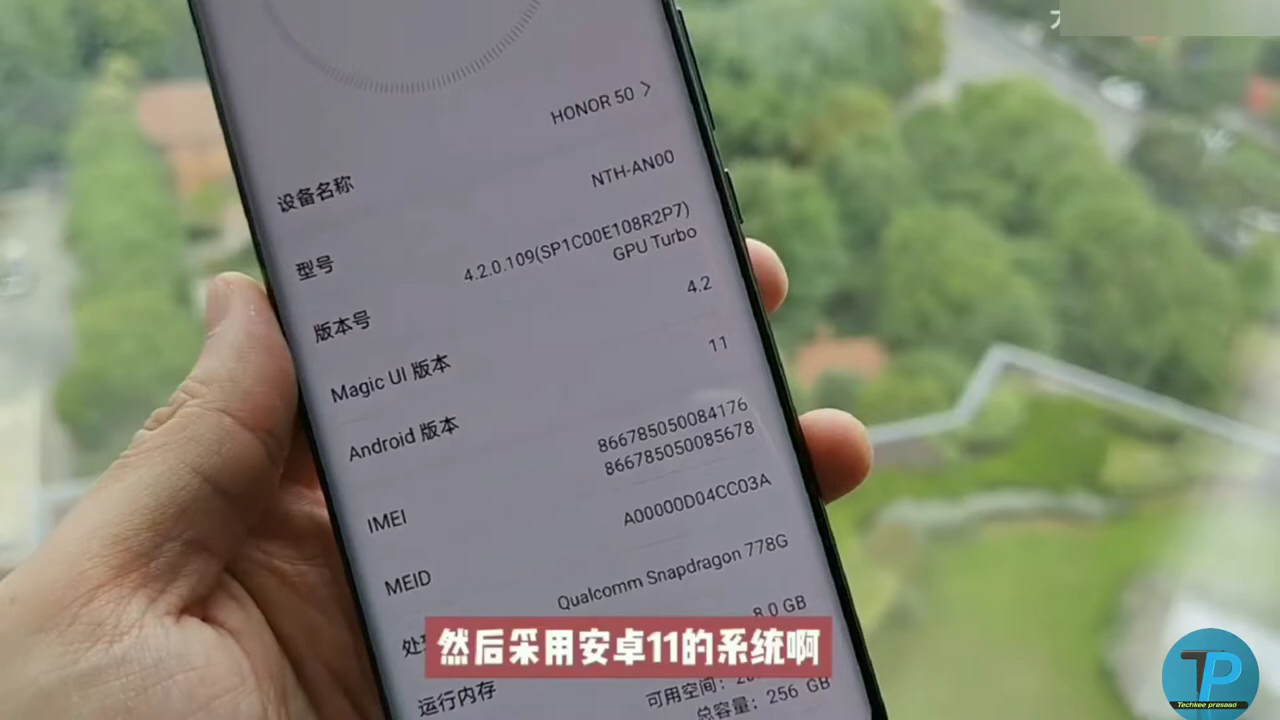 HONOR 50 >
设备名称
NTH-AN00
型号
4.2.0.109(SP1C00E108R2P7)
GPU Turbo
版本号
4.2
Magic UI 版本
11
Android 版本
866785050084176
866785050085678
IMEI
A00000D04CC03A
MEID
Qualcomm Snapdragon 778G
8.0 GB
然后采用安卓11的系统啊
运行内存
可用空间:
总容量: 256 GB
TP
Techkee prasaad